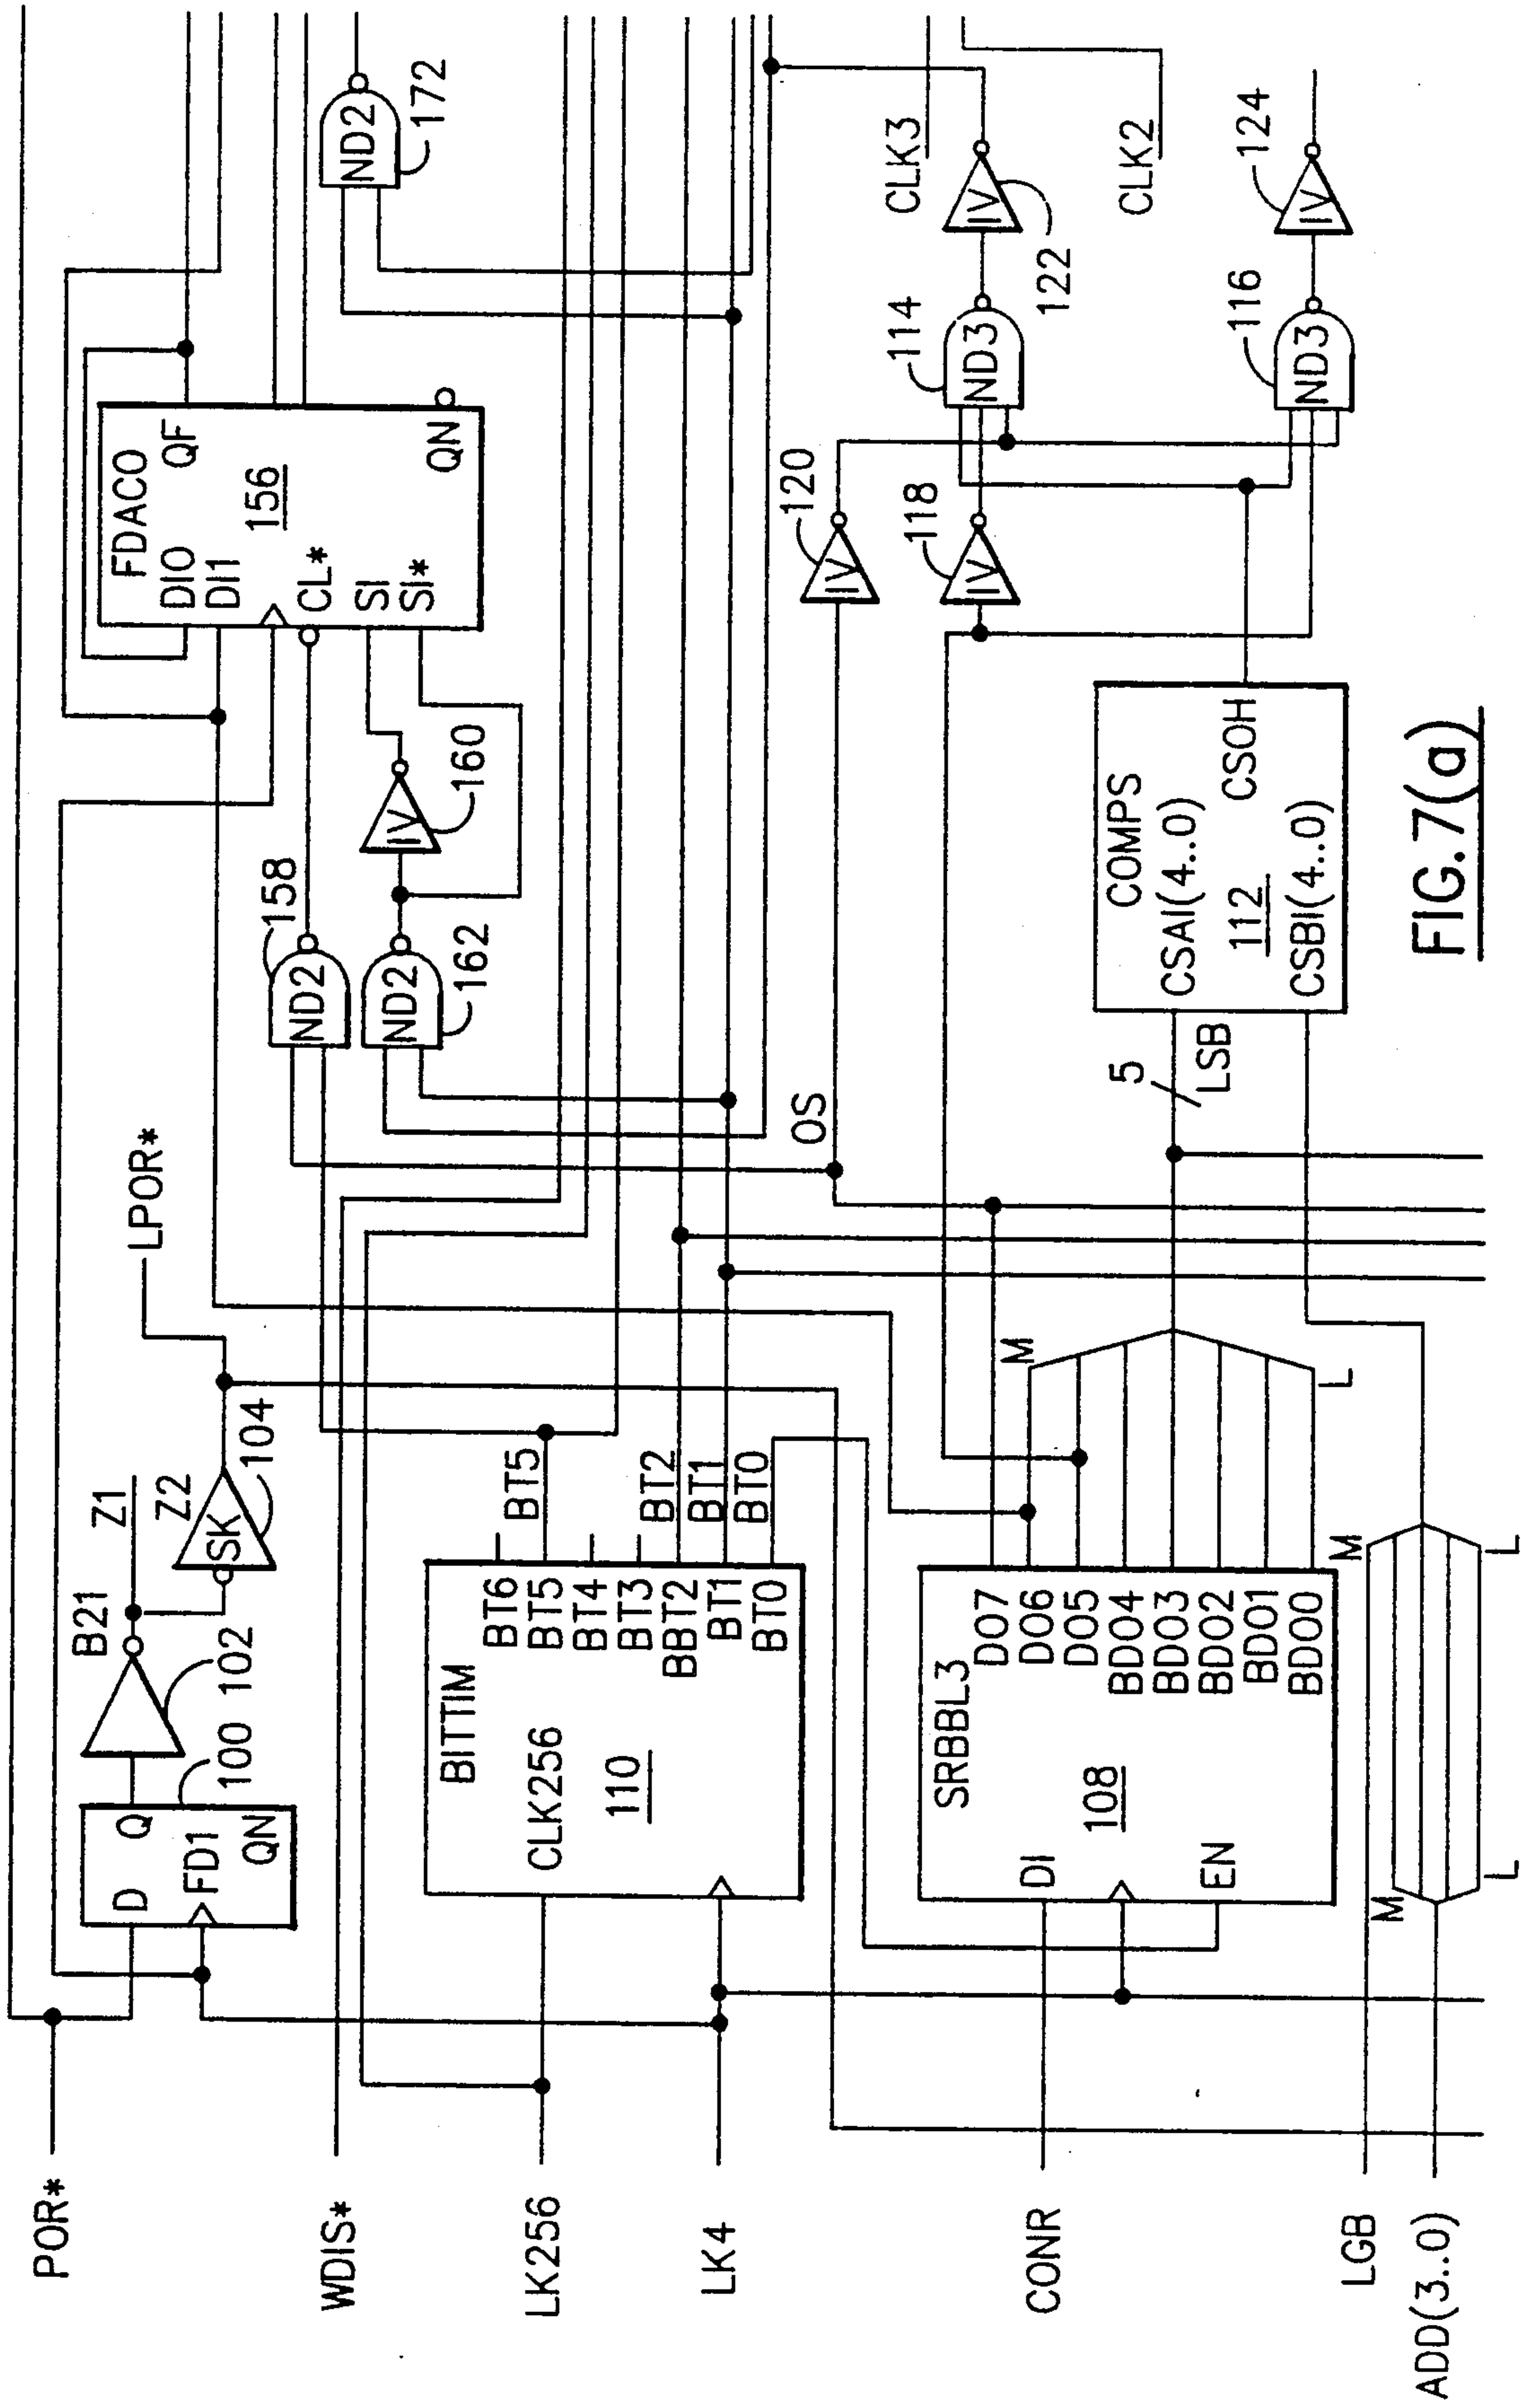 POR*
WDIS*
LK256
LK4
CONR
LGB
ADD(3..0)
D
Q
FD1
QN
100
102
B21
Z1
Z2
SK
104
LPOR*
BITTIM
CLK256
110
BT6
BT5
BT4
BT3
BBT2
BT1
BT0
BT5
BT2
BT1
BT0
SRBBL3
DI
108
EN
DO7
DO6
DO5
BDO4
BDO3
BDO2
BDO1
BDO0
M
L
M
L
M
L
ND2
158
ND2
162
IV
160
FDACO
DI0
DI1
CL*
SI
SI*
QF
156
QN
ND2
172
OS
IV
120
IV
118
5
LSB
COMPS
CSAI(4..0)
112
CSOH
CSBI(4..0)
ND3
114
ND3
116
IV
122
IV
124
CLK3
CLK2
FIG.7(a)